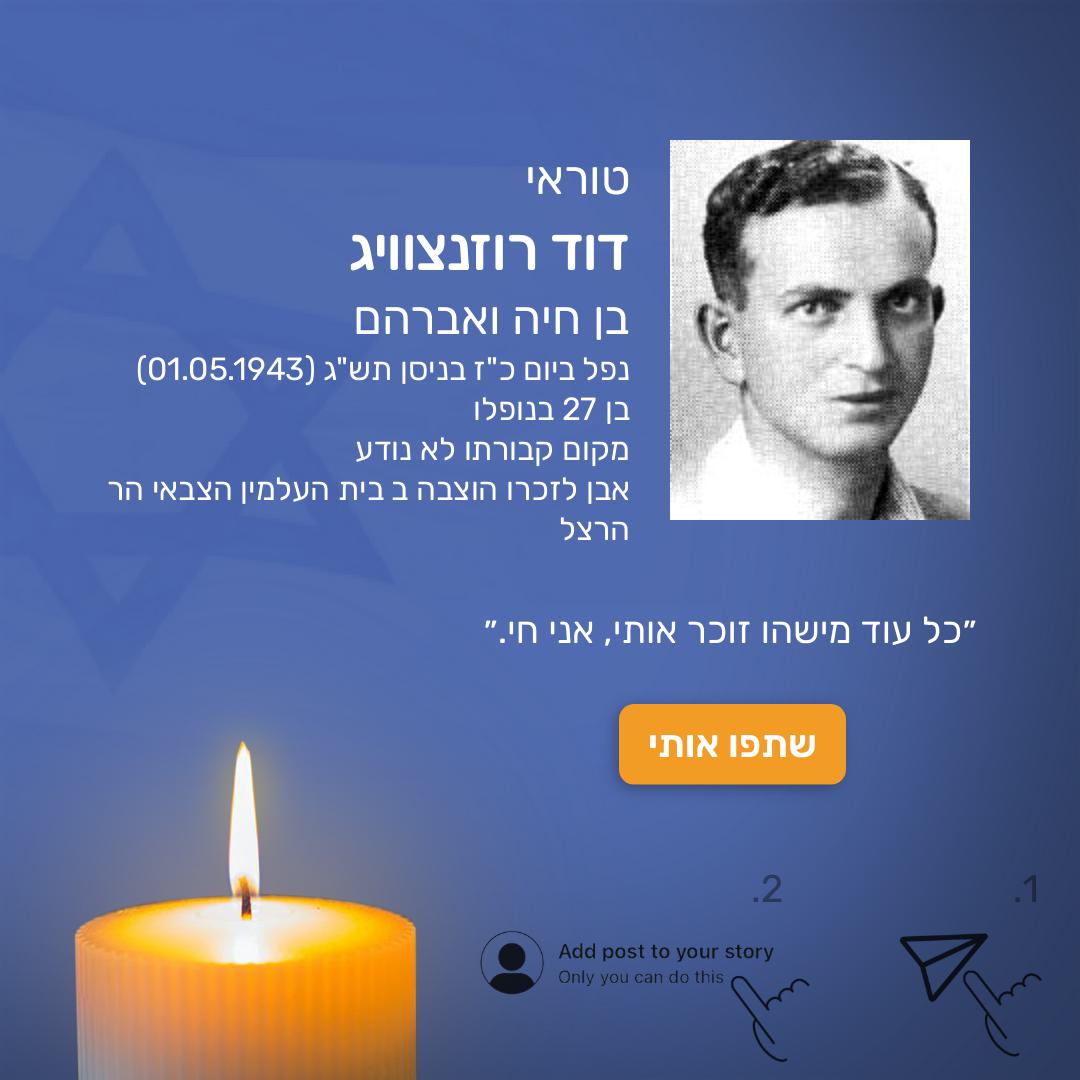 טוראי
דוד רוזנצוויג
בן חיה ואברהם
נפל ביום כ"ז בניסן תש"ג (01.05.1943)
בן 27 בנופלו
מקום קבורתו לא נודע
אבן לזכרו הוצבה ב בית העלמין הצבאי הר
הרצל
״כל עוד מישהו זוכר אותי, אני חי.״
שתפו אותי
1.
2.
Add post to your story
Only you can do this